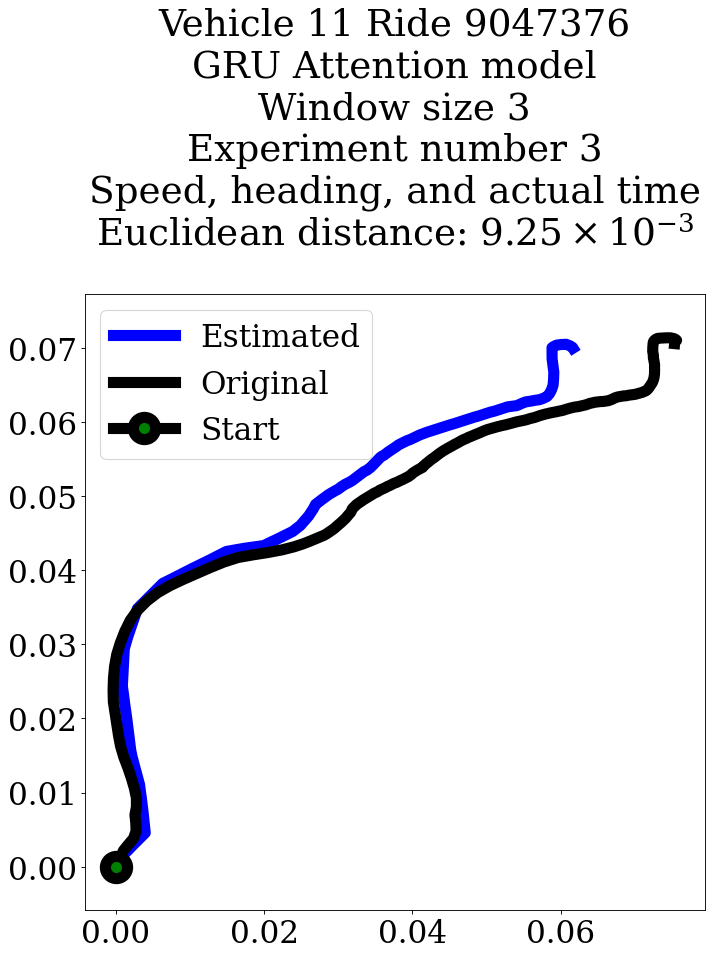 Vehicle 11 Ride 9047376
GRU Attention model
Window size 3
Experiment number 3
Speed, heading, and actual time
Euclidean distance: 9.25 × 10⁻³
Estimated
Original
Start
0.07
0.06
0.05
0.04
0.03
0.02
0.01
0.00
0.00 0.02 0.04 0.06